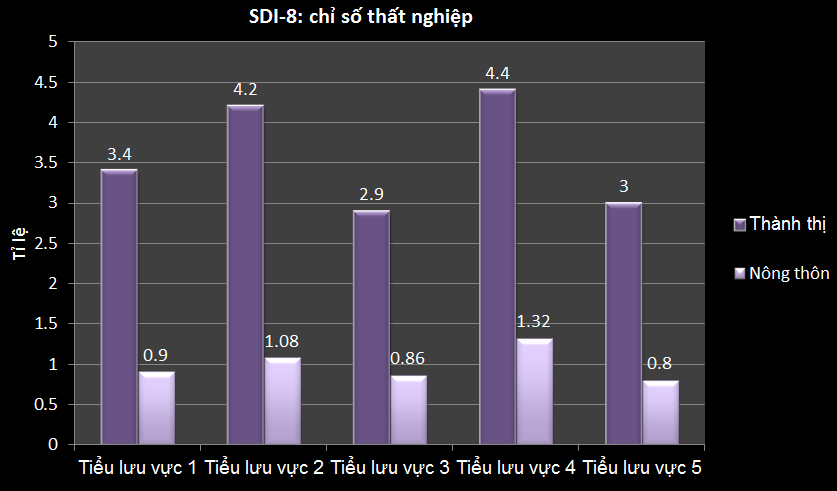 SDI-8: chỉ số thất nghiệp
Tỉ lệ
5
4.5
4
3.5
3
2.5
2
1.5
1
0.5
0
3.4
0.9
4.2
1.08
2.9
0.86
4.4
1.32
3
0.8
Tiểu lưu vực 1
Tiểu lưu vực 2
Tiểu lưu vực 3
Tiểu lưu vực 4
Tiểu lưu vực 5
Thành thị
Nông thôn